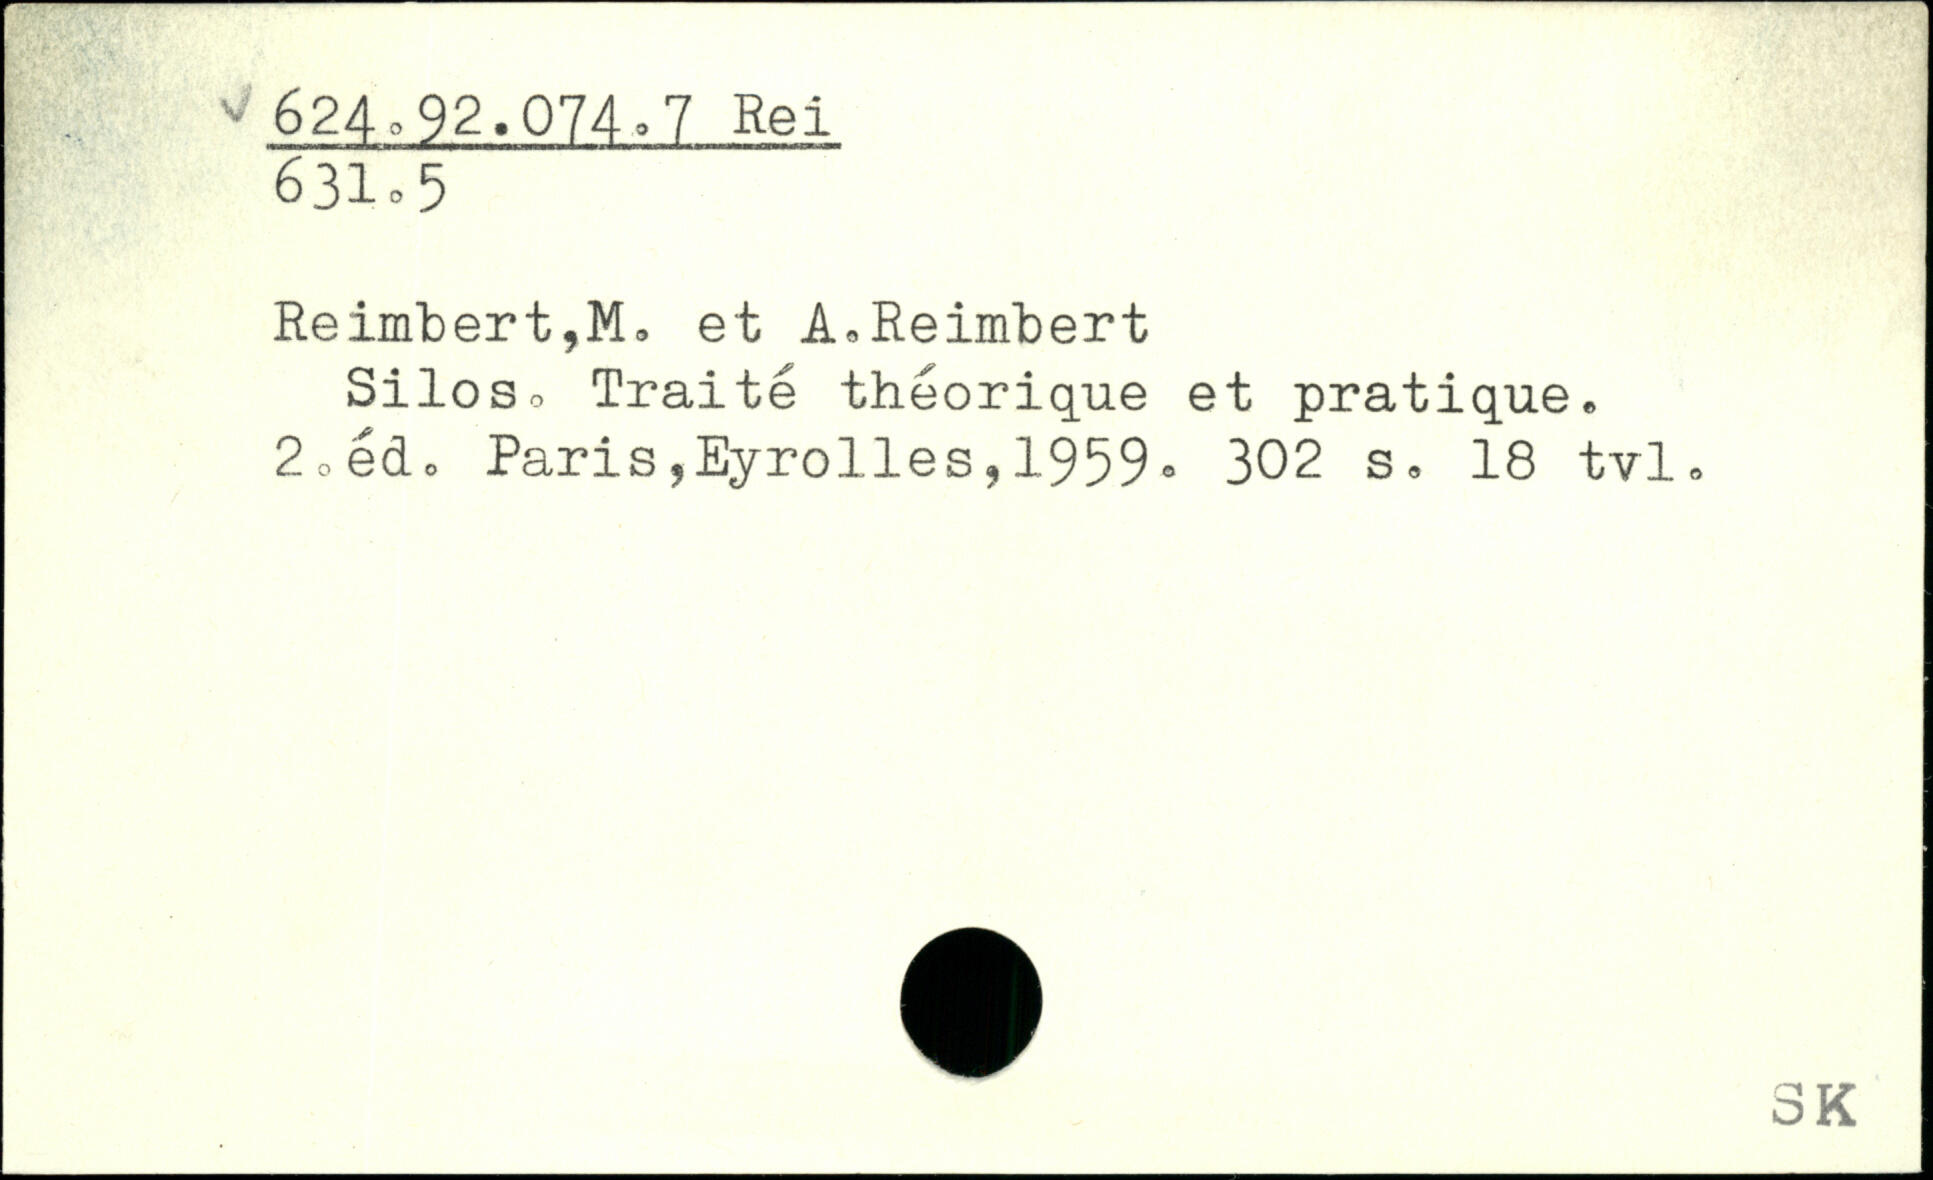 ✓ 624.92.074.7 Rei
631.5
Reimbert,M. et A.Reimbert
Silos. Traité théorique et pratique.
2.éd. Paris,Eyrolles,1959. 302 s. 18 tvl.
SK